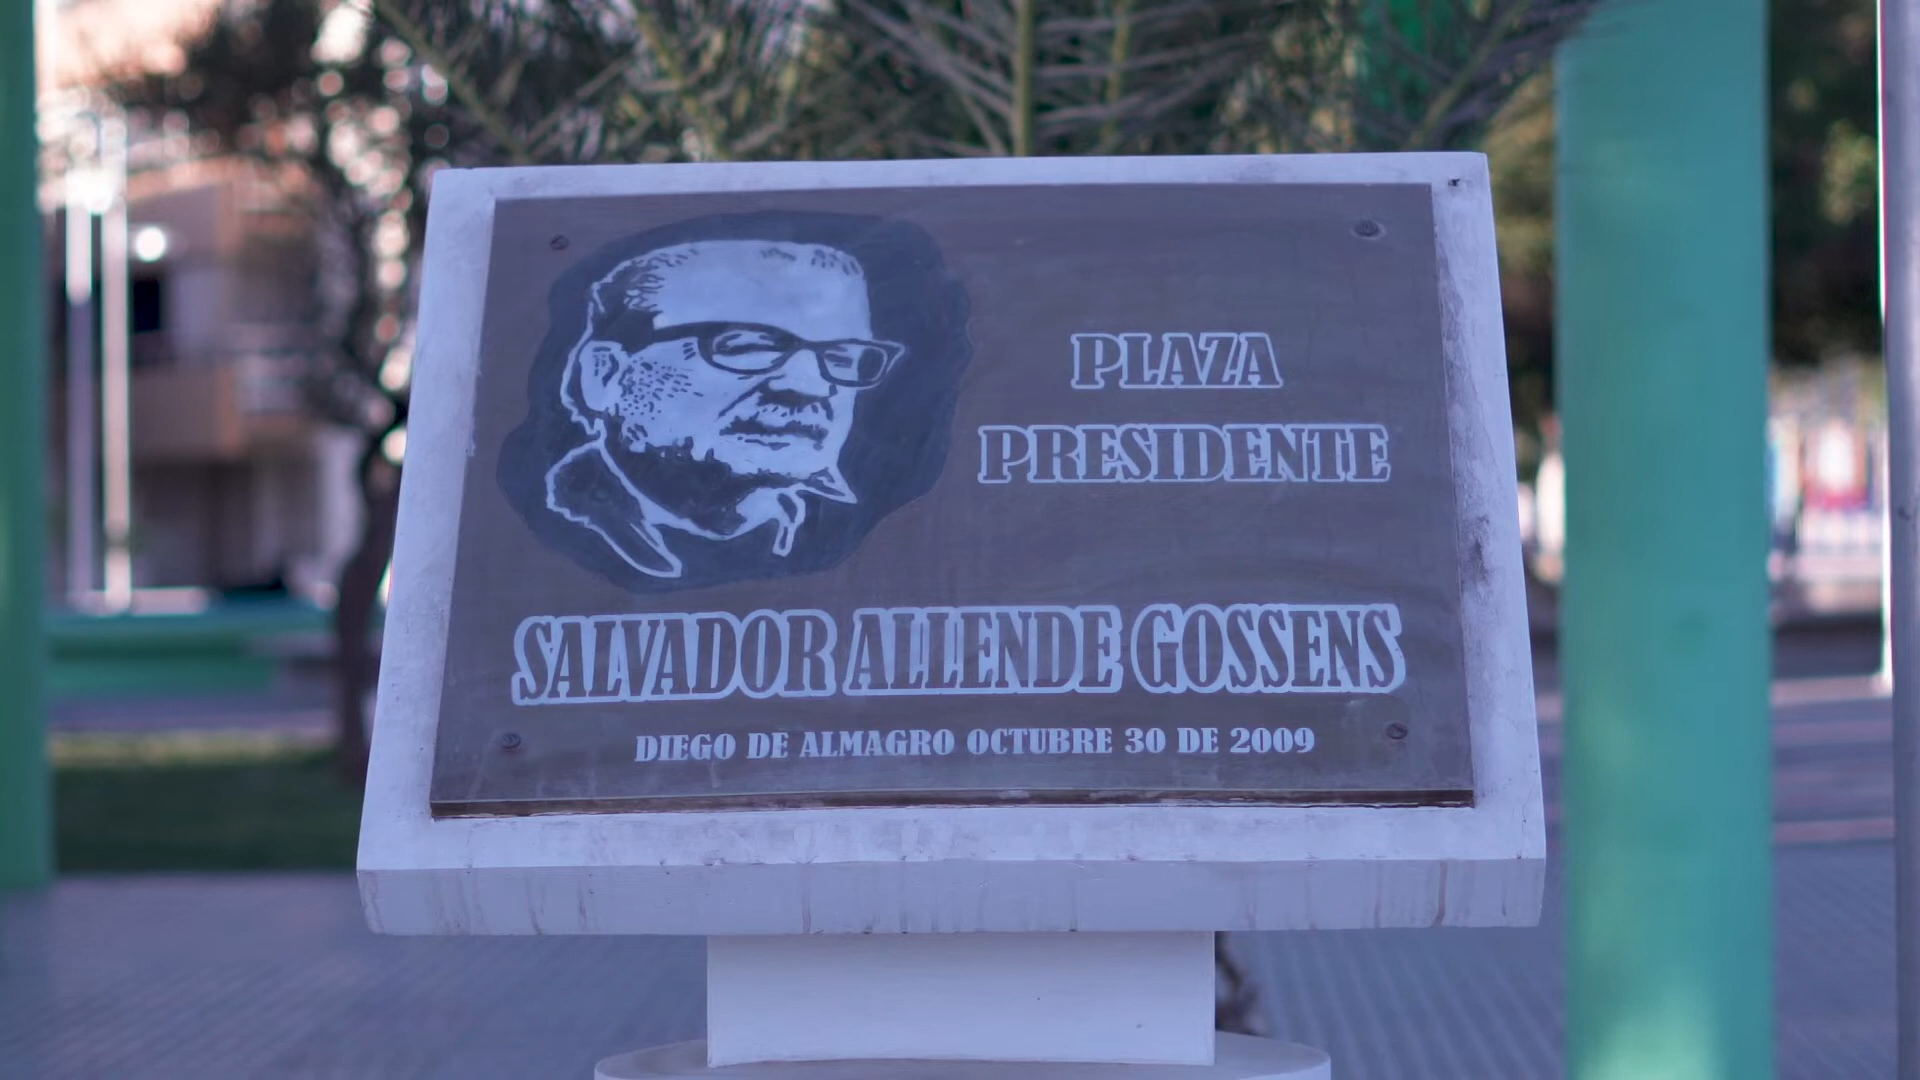 PLAZA
PRESIDENTE
SALVADOR ALLENDE GOSSENS
DIEGO DE ALMAGRO OCTUBRE 30 DE 2009